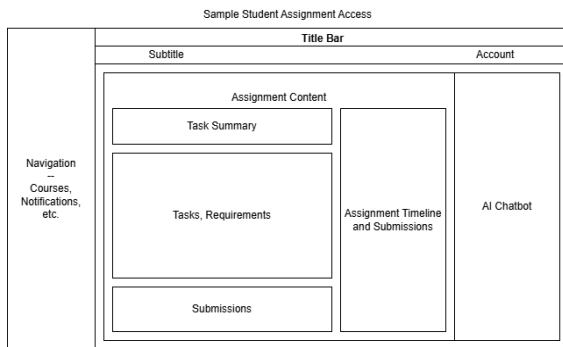 Sample Student Assignment Access
Title Bar
Subtitle
Account
Navigation
--
Courses,
Notifications,
etc.
Assignment Content
Task Summary
Tasks, Requirements
Submissions
Assignment Timeline
and Submissions
AI Chatbot